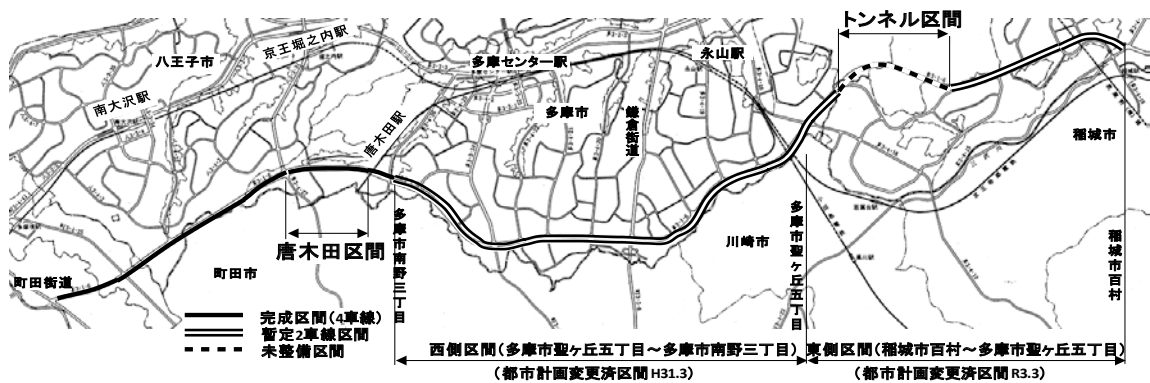 トンネル区間
京王堀之内駅
八王子市
多摩センター駅
永山駅
南大沢駅
多摩市
鎌倉街道
唐木田駅
稲城市
唐木田区間
多摩市南野三丁目
川崎市
多摩市聖ヶ丘五丁目
稲城市百村
町田市
町田街道
完成区間(4車線)
暫定2車線区間
未整備区間
西側区間(多摩市聖ヶ丘五丁目～多摩市南野三丁目)
東側区間(稲城市百村～多摩市聖ヶ丘五丁目)
(都市計画変更済区間H31.3)
(都市計画変更済区間R3.3)